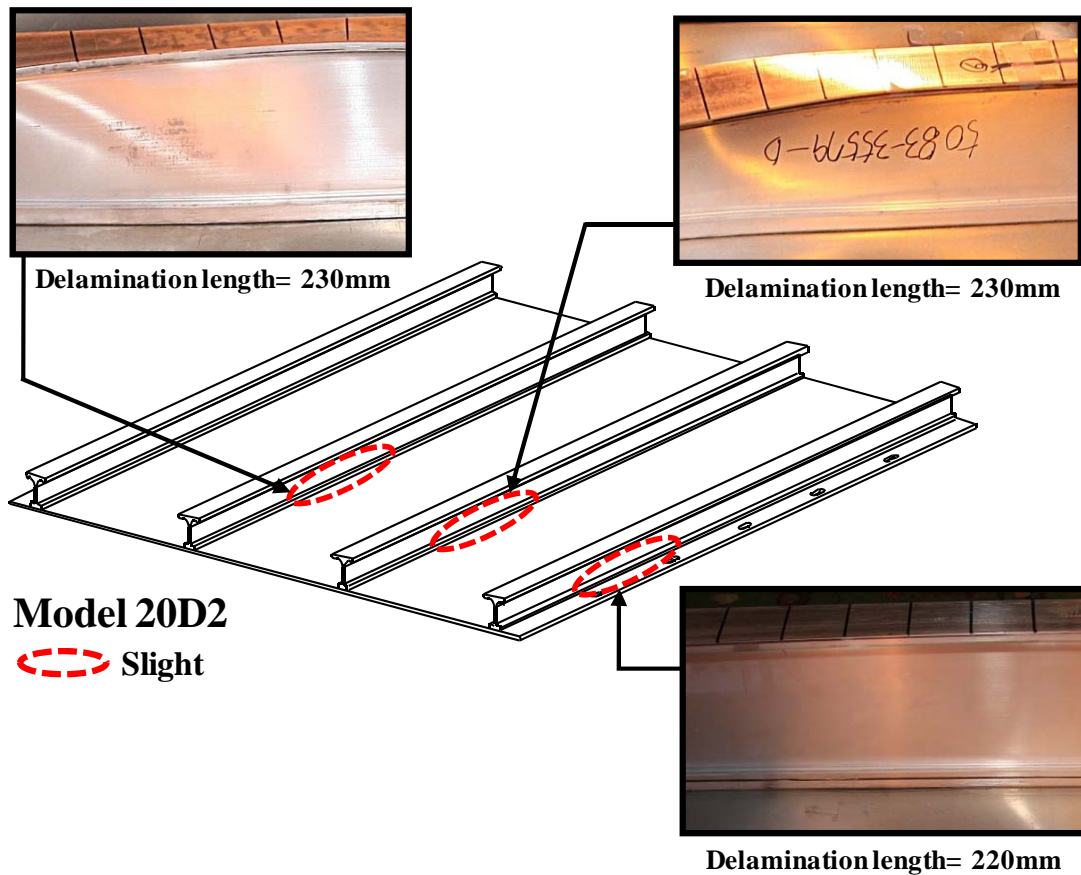 Delamination length= 230mm
Delamination length= 230mm
Model 20D2
Slight
Delamination length= 220mm